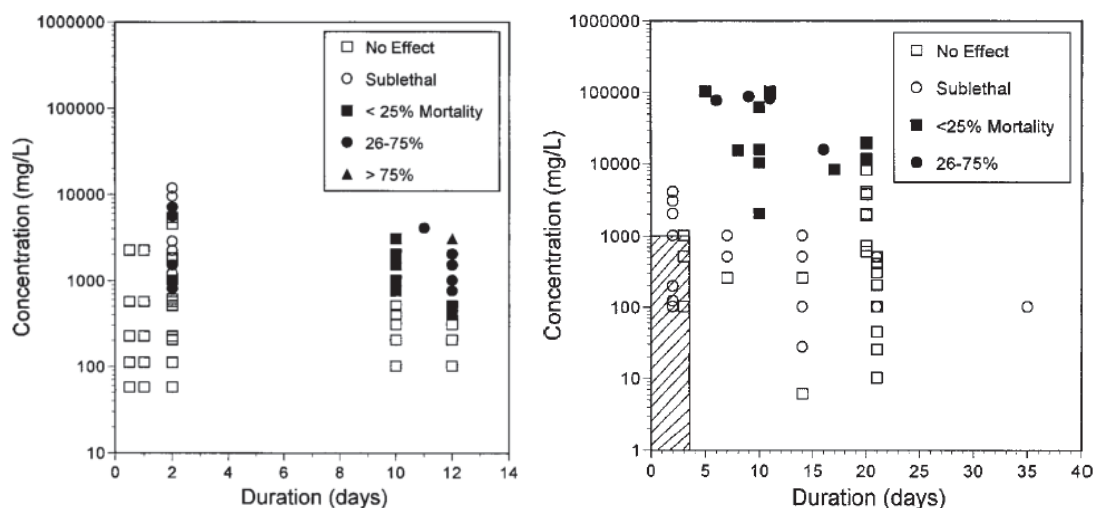 1000000
100000
10000
1000
100
10
Concentration (mg/L)
No Effect
Sublethal
< 25% Mortality
26-75%
> 75%
0 2 4 6 8 10 12 14
Duration (days)
1000000
100000
10000
1000
100
10
1
Concentration (mg/L)
No Effect
Sublethal
<25% Mortality
26-75%
0 5 10 15 20 25 30 35 40
Duration (days)